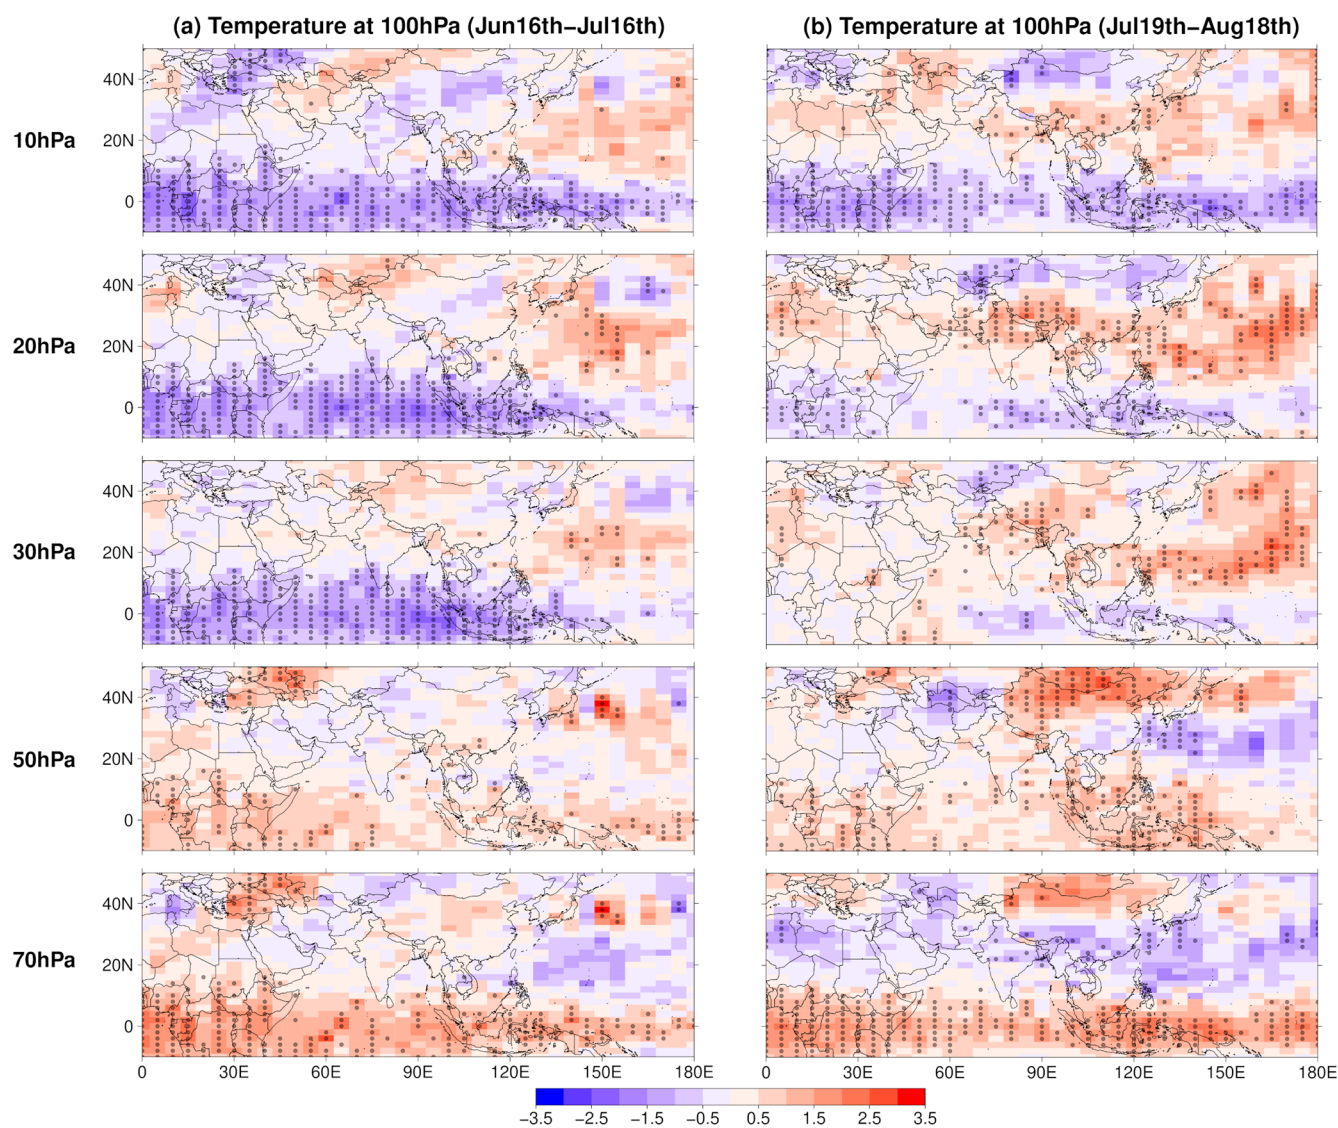 (a) Temperature at 100hPa (Jun16th−Jul16th)
(b) Temperature at 100hPa (Jul19th−Aug18th)
10hPa
40N
20N
0
20hPa
40N
20N
0
30hPa
40N
20N
0
50hPa
40N
20N
0
70hPa
40N
20N
0
0 30E 60E 90E 120E 150E 180E
0 30E 60E 90E 120E 150E 180E
−3.5 −2.5 −1.5 −0.5 0.5 1.5 2.5 3.5